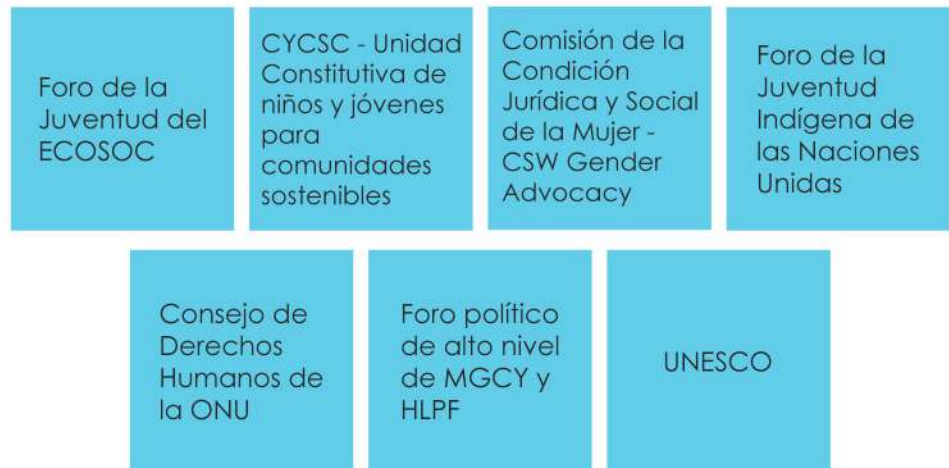 Foro de la
Juventud del
ECOSOC
CYCSC - Unidad
Constitutiva de
niños y jóvenes
para
comunidades
sostenibles
Comisión de la
Condición
Jurídica y Social
de la Mujer -
CSW Gender
Advocacy
Foro de la
Juventud
Indígena de
las Naciones
Unidas
Consejo de
Derechos
Humanos de
la ONU
Foro político
de alto nivel
de MGCY y
HLPF
UNESCO